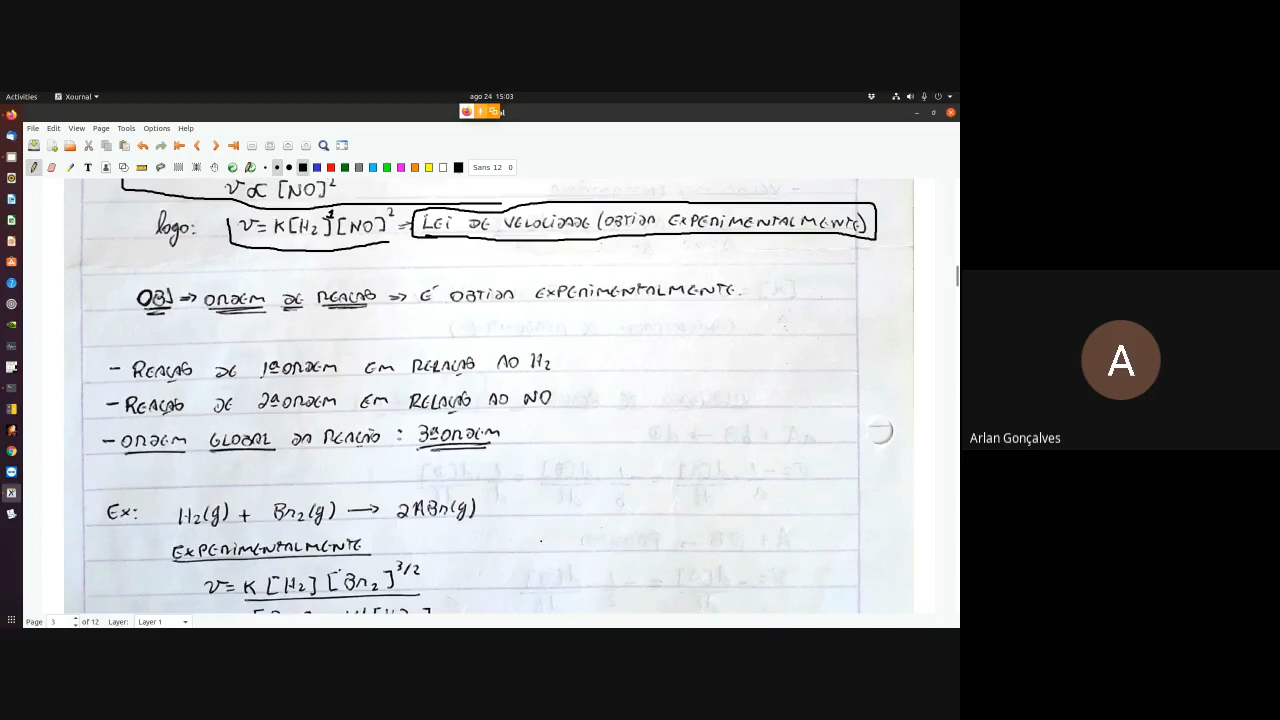 Activities Xournal ago 24 15:03
File Edit View Page Tools Options Help
Sans 12 0
v ∝ [NO]²
logo: v = K[H₂]¹[NO]² ⇒ LEI DE VELOCIDADE (OBTIDA EXPERIMENTALMENTE)
OBS ⇒ ORDEM DE REAÇÃO ⇒ É OBTIDA EXPERIMENTALMENTE.
- REAÇÃO DE 1ª ORDEM EM RELAÇÃO AO H₂
- REAÇÃO DE 2ª ORDEM EM RELAÇÃO AO NO
- ORDEM GLOBAL DA REAÇÃO : 3ª ORDEM
Ex: H₂(g) + Br₂(g) → 2HBr(g)
EXPERIMENTALMENTE
v = K [H₂] [Br₂]^3/2
Page 3 of 12 Layer: Layer 1
A
Arlan Gonçalves